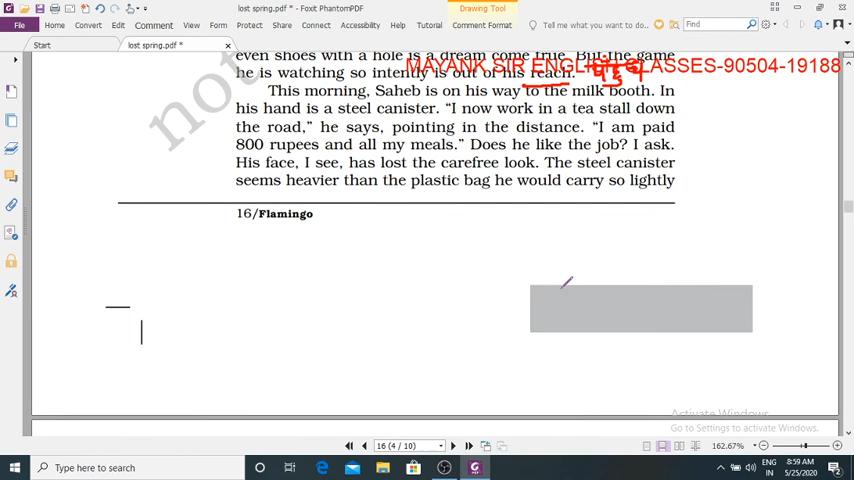 lost spring.pdf * - Foxit PhantomPDF
Drawing Tool
File Home Edit Comment View Form Protect Share Connect Accessibility Help Tutorial Comment Format Tell me what you want to do... Find
Start lost spring.pdf *
even shoes with a hole is a dream come true. But the game
MAYANK SIR ENGLISH CLASSES-90504-19188
he is watching so intently is out of his reach.
This morning, Saheb is on his way to the milk booth. In
his hand is a steel canister. “I now work in a tea stall down
the road,” he says, pointing in the distance. “I am paid
800 rupees and all my meals.” Does he like the job? I ask.
His face, I see, has lost the carefree look. The steel canister
seems heavier than the plastic bag he would carry so lightly
16/Flamingo
not
Activate Windows
Go to Settings to activate Windows.
16 (4 / 10) 162.67%
Type here to search
ENG
IN
8:59 AM
5/25/2020